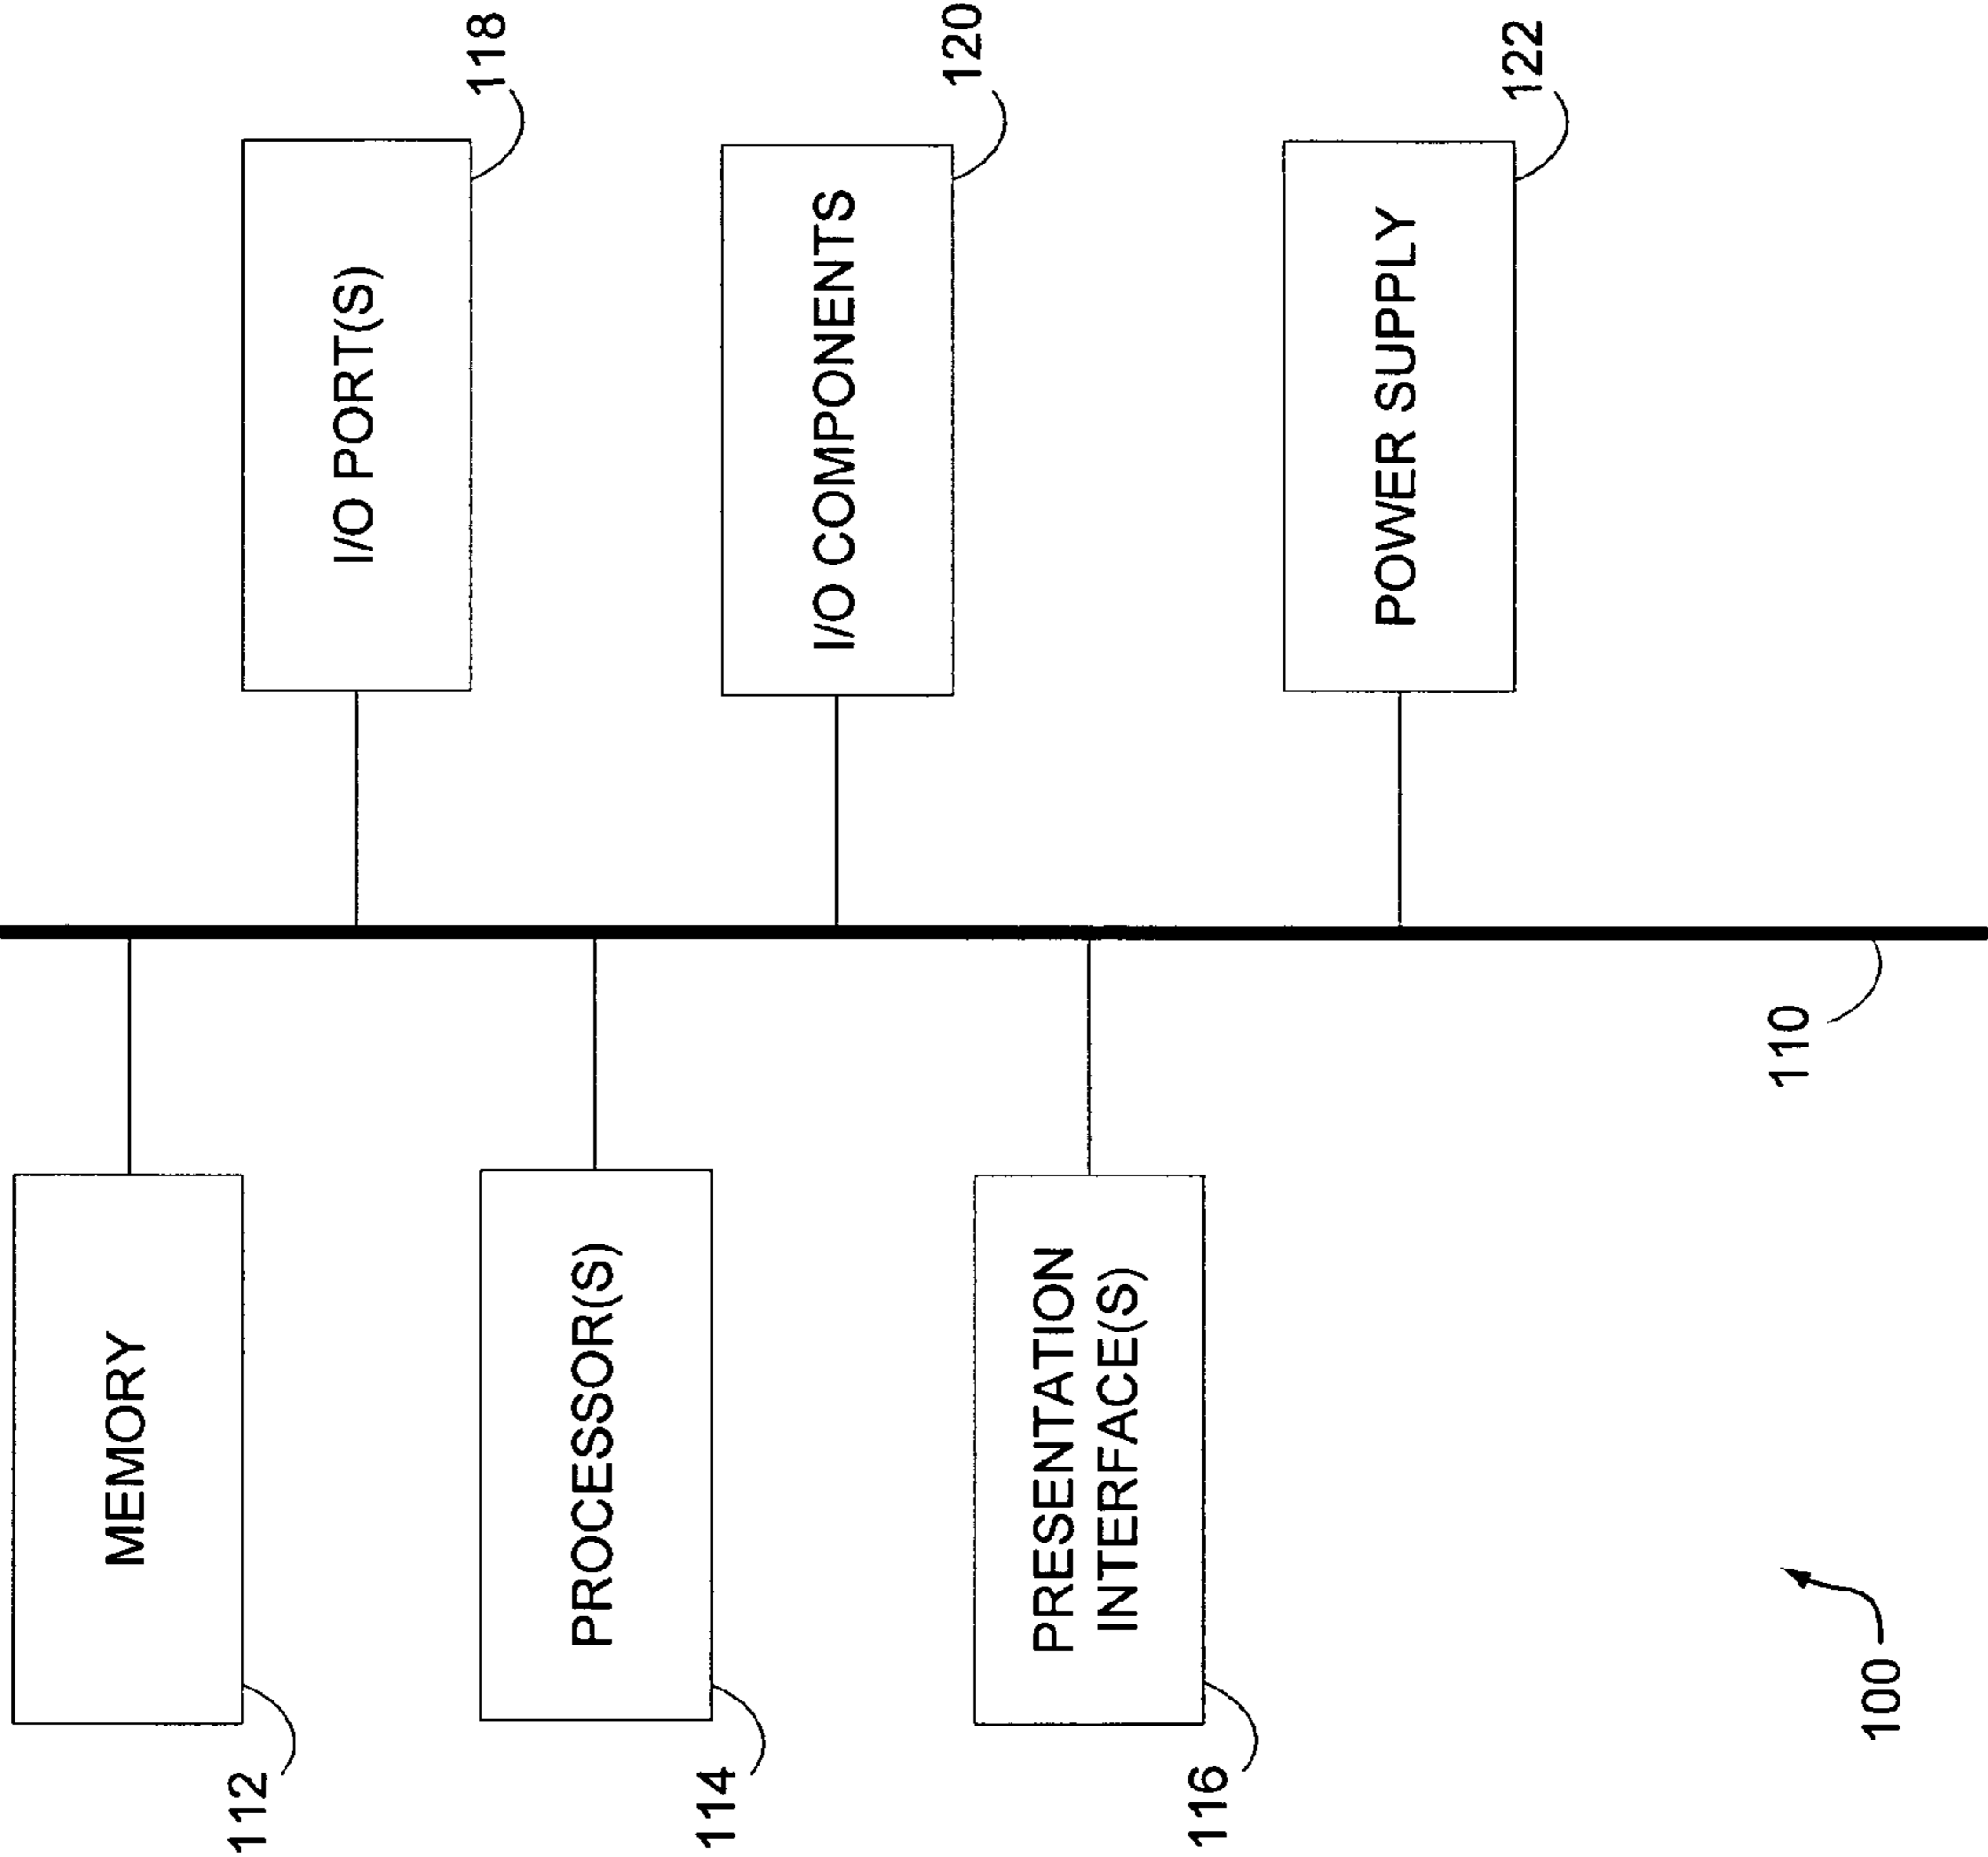 MEMORY
112
PROCESSOR(S)
114
PRESENTATION
INTERFACE(S)
116
I/O PORT(S)
118
I/O COMPONENTS
120
POWER SUPPLY
122
110
100